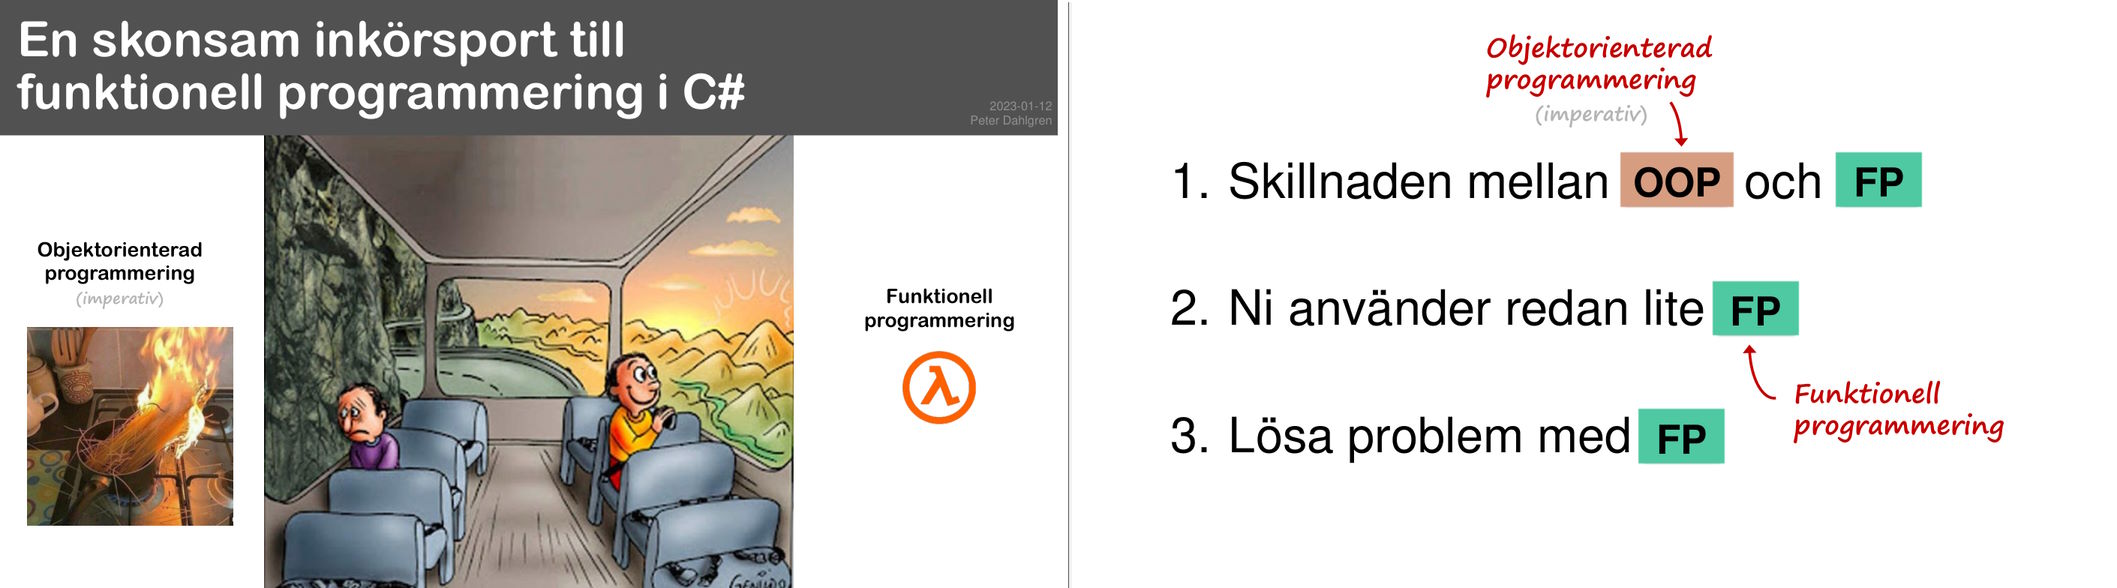 En skonsam inkörsport till
funktionell programmering i C#
2023-01-12
Peter Dahlgren
Objektorienterad
programmering
(imperativ)
Funktionell
programmering
λ
GENILDO
Objektorienterad
programmering
(imperativ)
1. Skillnaden mellan OOP och FP
2. Ni använder redan lite FP
Funktionell
programmering
3. Lösa problem med FP